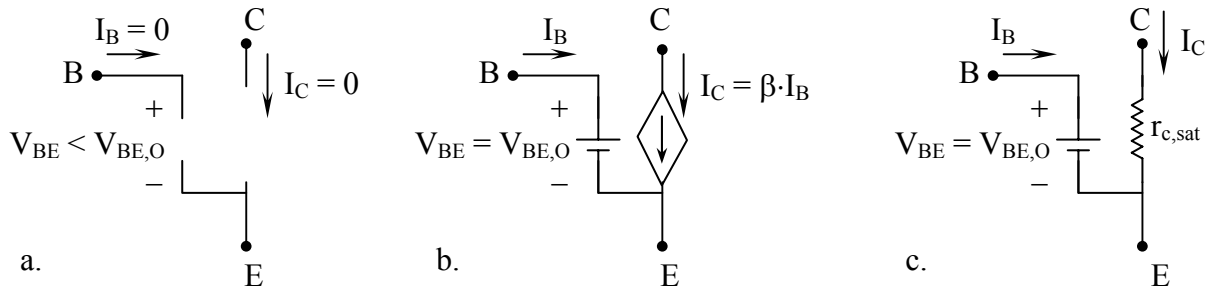 I_B = 0
C
B
I_C = 0
+
V_BE < V_BE,O
−
E
a.
I_B
C
B
I_C = β·I_B
+
V_BE = V_BE,O
−
E
b.
I_B
C
I_C
B
+
r_c,sat
V_BE = V_BE,O
−
E
c.